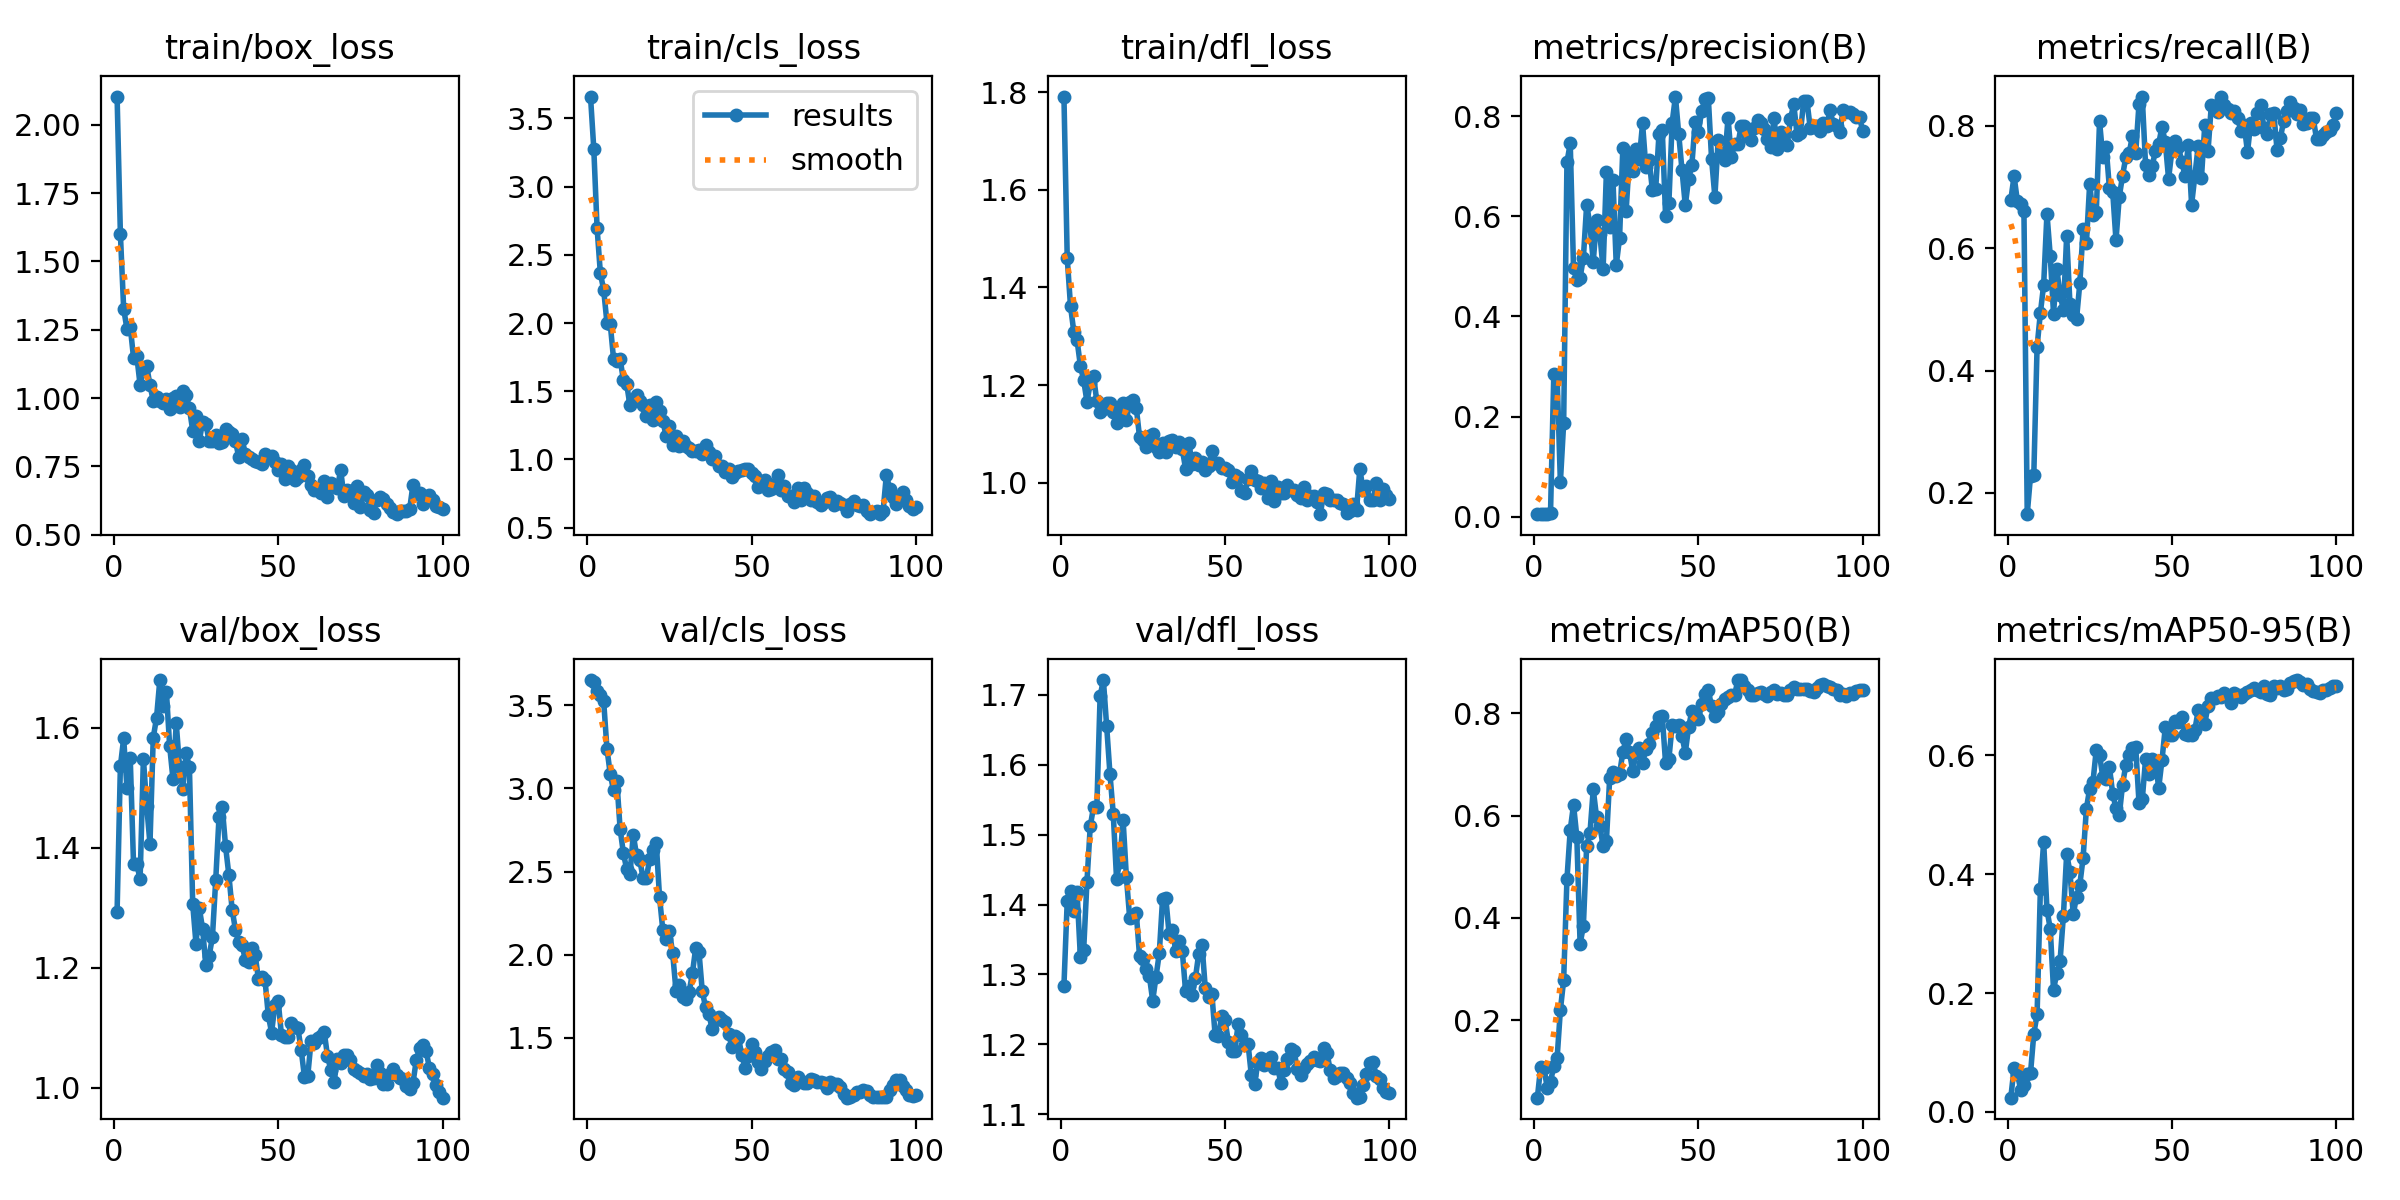 train/box_loss
2.00
1.75
1.50
1.25
1.00
0.75
0.50
0 50 100
train/cls_loss
results
smooth
3.5
3.0
2.5
2.0
1.5
1.0
0.5
0 50 100
train/dfl_loss
1.8
1.6
1.4
1.2
1.0
0 50 100
metrics/precision(B)
0.8
0.6
0.4
0.2
0.0
0 50 100
metrics/recall(B)
0.8
0.6
0.4
0.2
0 50 100
val/box_loss
1.6
1.4
1.2
1.0
0 50 100
val/cls_loss
3.5
3.0
2.5
2.0
1.5
0 50 100
val/dfl_loss
1.7
1.6
1.5
1.4
1.3
1.2
1.1
0 50 100
metrics/mAP50(B)
0.8
0.6
0.4
0.2
0 50 100
metrics/mAP50-95(B)
0.6
0.4
0.2
0.0
0 50 100